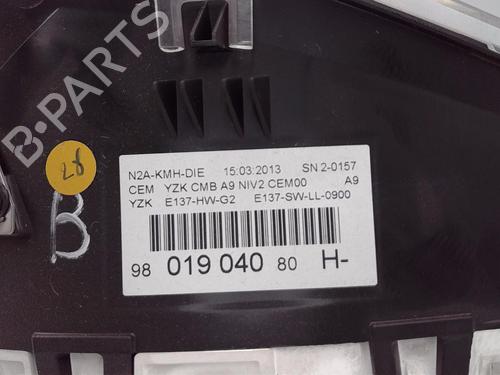 B-PARTS
28
B
N2A-KMH-DIE 15:03:2013 SN 2-0157
CEM YZK CMB A9 NIV2 CEM00 A9
YZK E137-HW-G2 E137-SW-LL-0900
98 019 040 80 H-